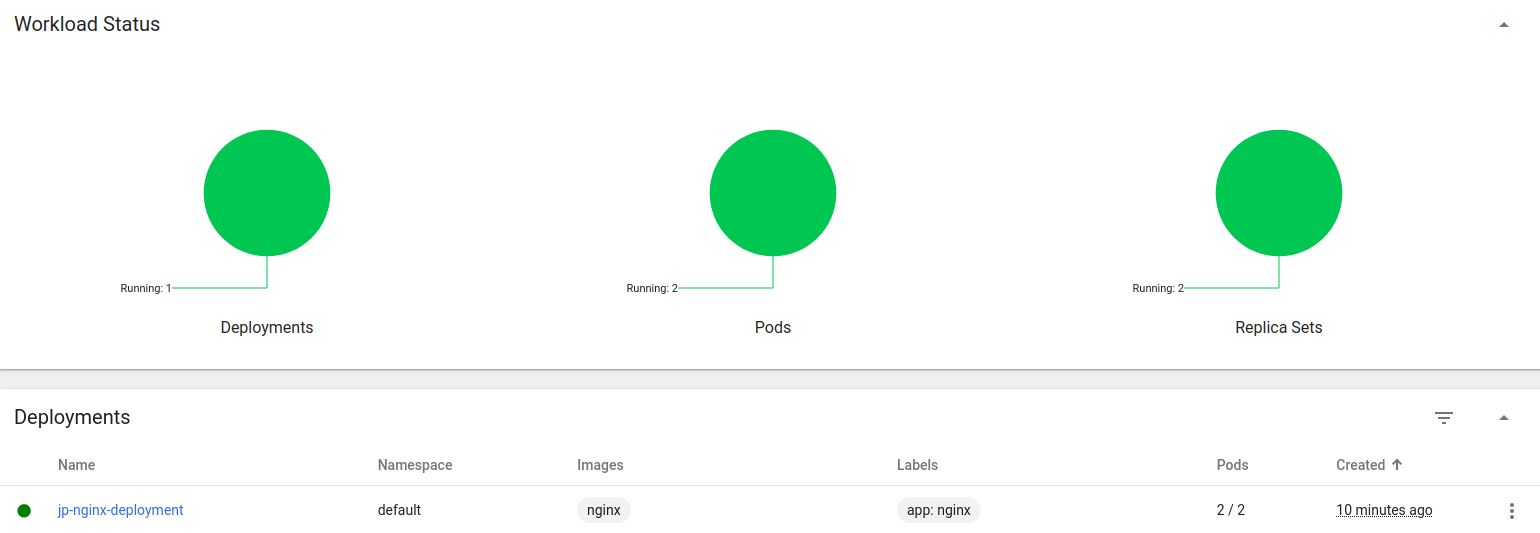 Workload Status
Running: 1
Running: 2
Running: 2
Deployments
Pods
Replica Sets
Deployments
Name Namespace Images Labels Pods Created
jp-nginx-deployment default nginx app: nginx 2 / 2 10 minutes ago